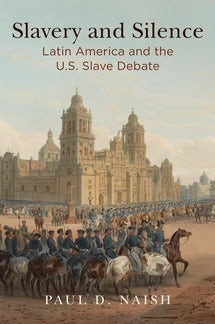 Slavery and Silence
Latin America and the
U.S. Slave Debate
PAUL D. NAISH